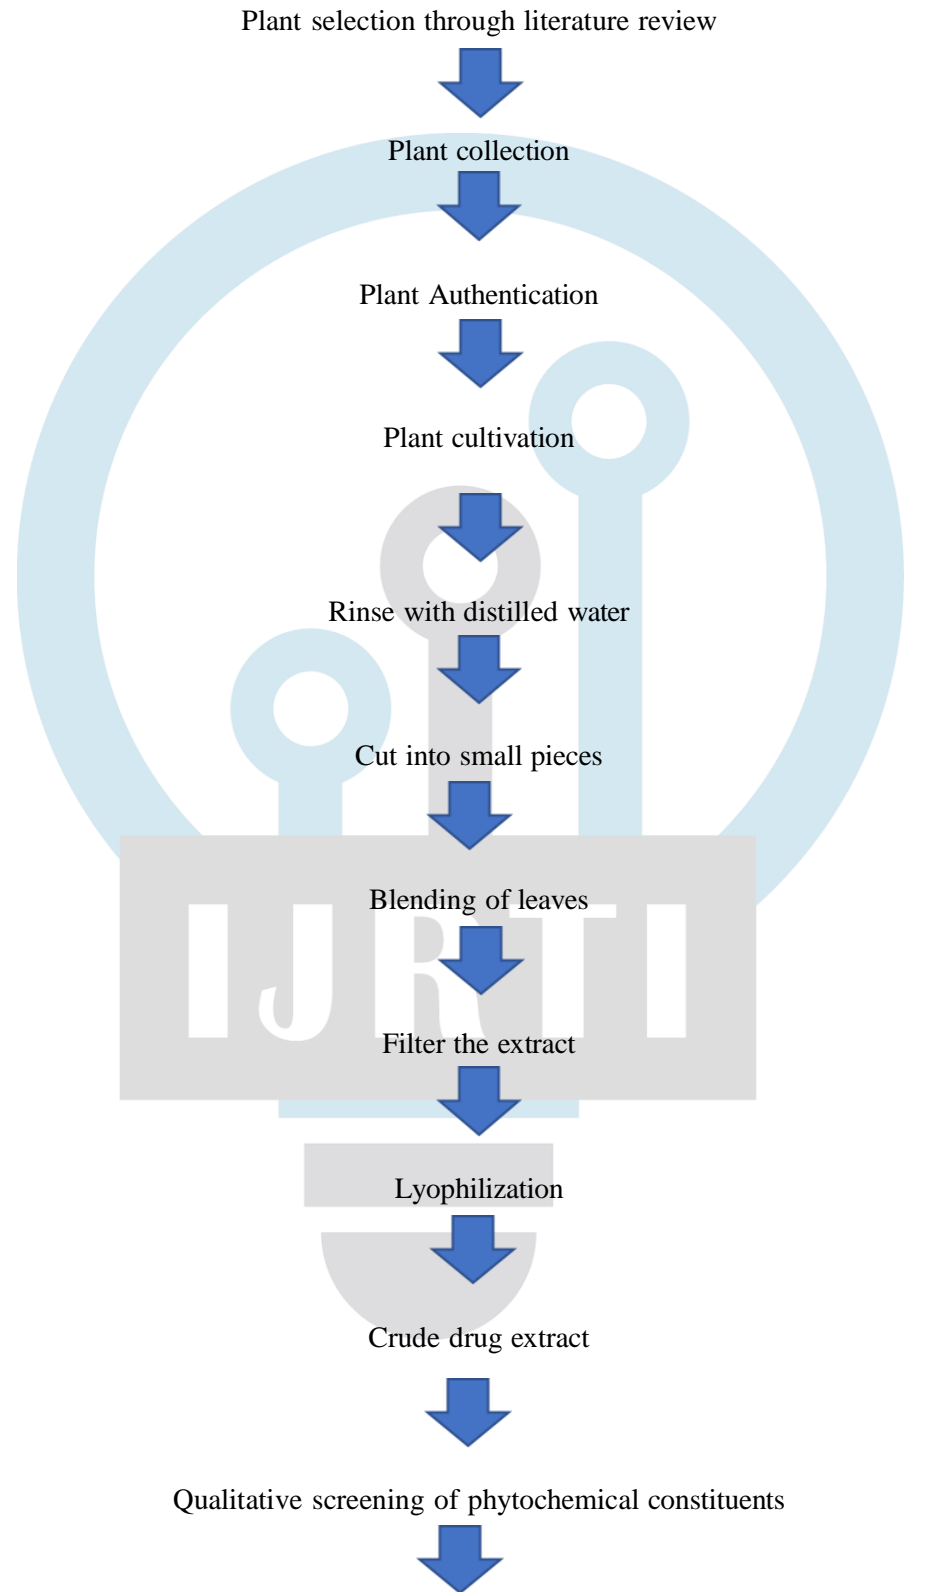 Plant selection through literature review
Plant collection
Plant Authentication
Plant cultivation
Rinse with distilled water
Cut into small pieces
Blending of leaves
IJRTI
Filter the extract
Lyophilization
Crude drug extract
Qualitative screening of phytochemical constituents